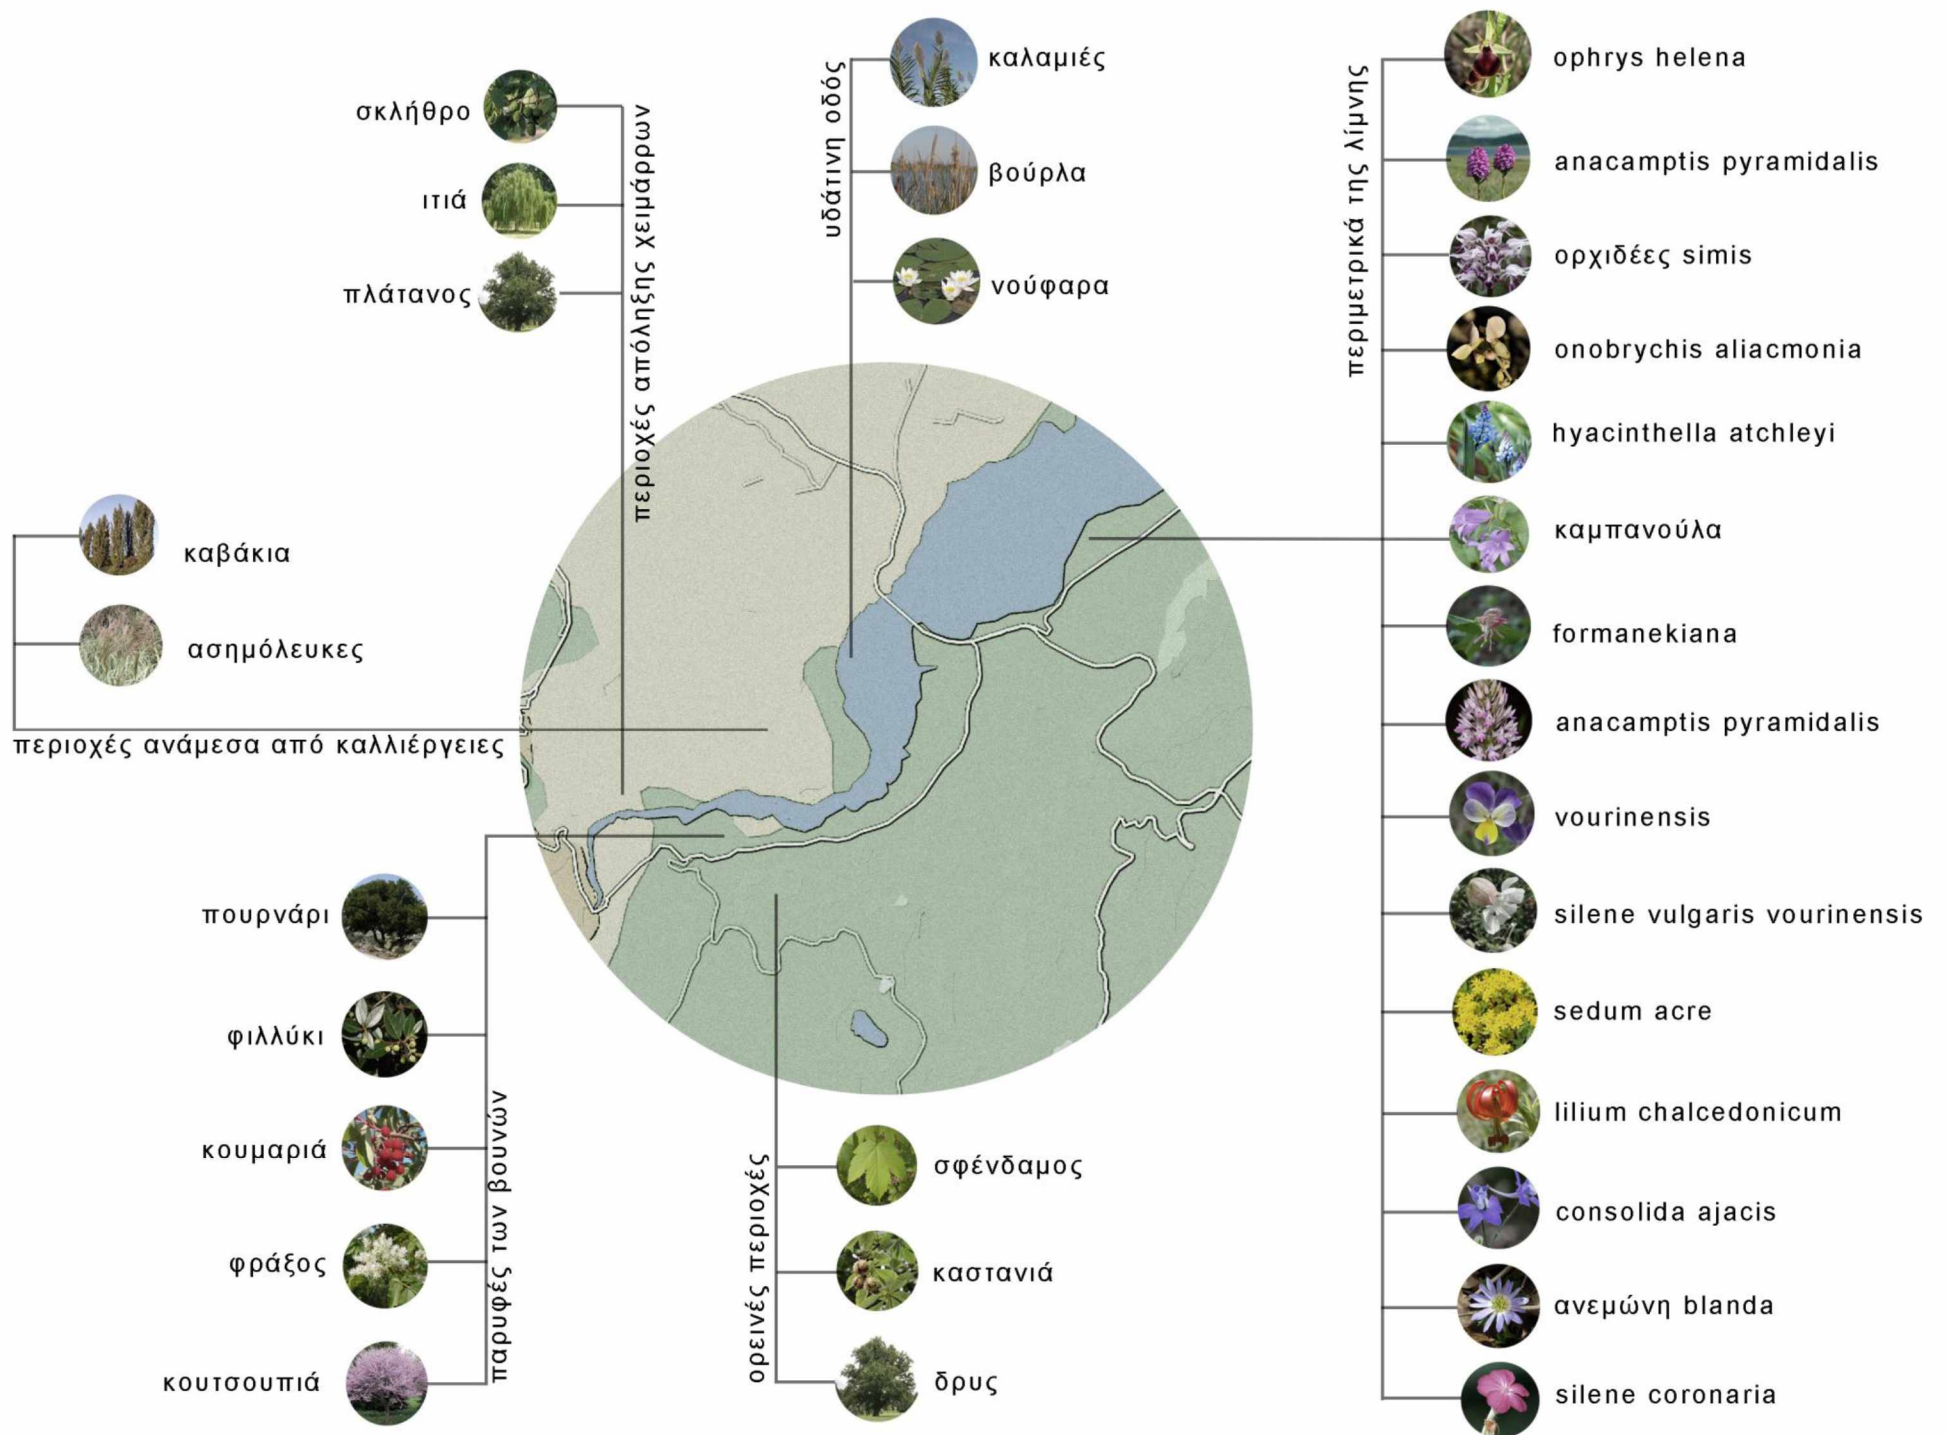 σκλήθρο
ιτιά
πλάτανος
περιοχές απόληξης χειμάρρων
καλαμιές
βούρλα
νούφαρα
υδάτινη οδός
περιμετρικά της λίμνης
ophrys helena
anacamptis pyramidalis
ορχιδέες simis
onobrychis aliacmonia
hyacinthella atchleyi
καμπανούλα
formanekiana
anacamptis pyramidalis
vourinensis
silene vulgaris vourinensis
sedum acre
lilium chalcedonicum
consolida ajacis
ανεμώνη blanda
silene coronaria
καβάκια
ασημόλευκες
περιοχές ανάμεσα από καλλιέργειες
πουρνάρι
φιλλύκι
κουμαριά
φράξος
κουτσουπιά
παρυφές των βουνών
ορεινές περιοχές
σφένδαμος
καστανιά
δρυς